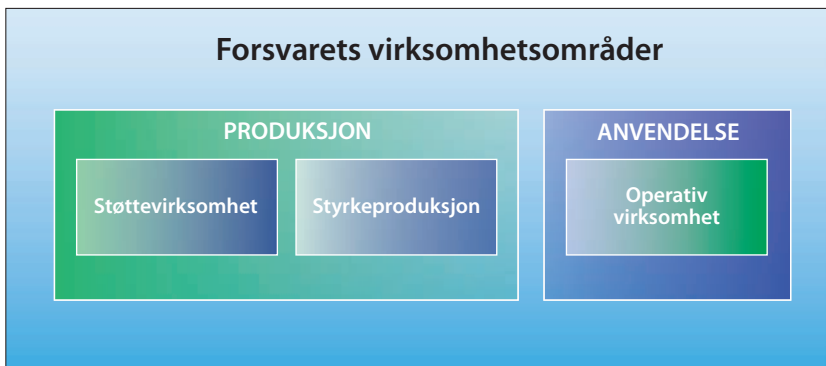 Forsvarets virksomhetsområder
PRODUKSJON
Støttevirksomhet
Styrkeproduksjon
ANVENDELSE
Operativ
virksomhet